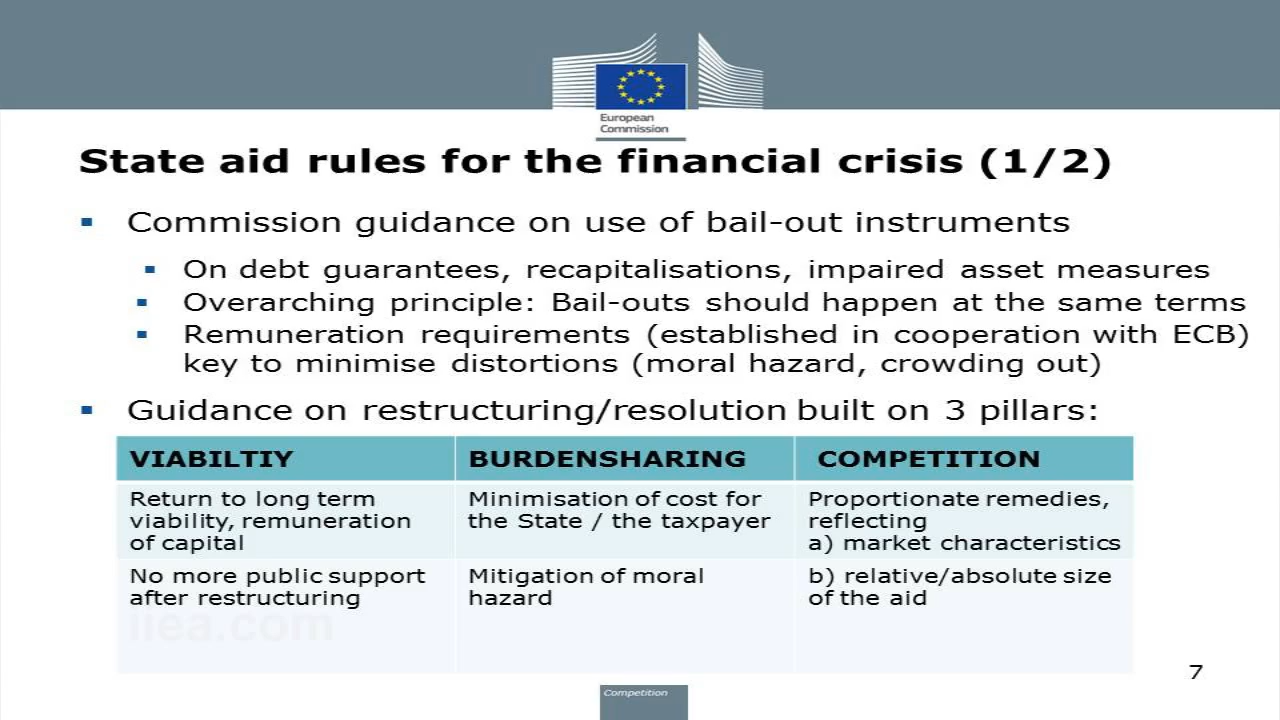 European
Commission
State aid rules for the financial crisis (1/2)
Commission guidance on use of bail-out instruments
On debt guarantees, recapitalisations, impaired asset measures
Overarching principle: Bail-outs should happen at the same terms
Remuneration requirements (established in cooperation with ECB)
key to minimise distortions (moral hazard, crowding out)
Guidance on restructuring/resolution built on 3 pillars:
VIABILTIY
BURDENSHARING
COMPETITION
Return to long term
viability, remuneration
of capital
Minimisation of cost for
the State / the taxpayer
Proportionate remedies,
reflecting
a) market characteristics
No more public support
after restructuring
Mitigation of moral
hazard
b) relative/absolute size
of the aid
iiea.com
7
Competition